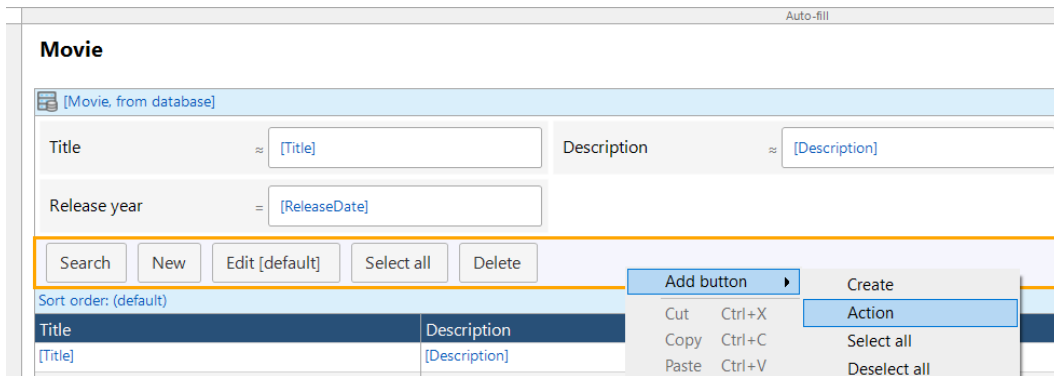 Auto-fill
Movie
[Movie, from database]
Title ≈ [Title] Description ≈ [Description]
Release year = [ReleaseDate]
Search New Edit [default] Select all Delete
Add button Create
Sort order: (default)
Cut Ctrl+X Action
Title Description
Copy Ctrl+C Select all
[Title] [Description]
Paste Ctrl+V Deselect all